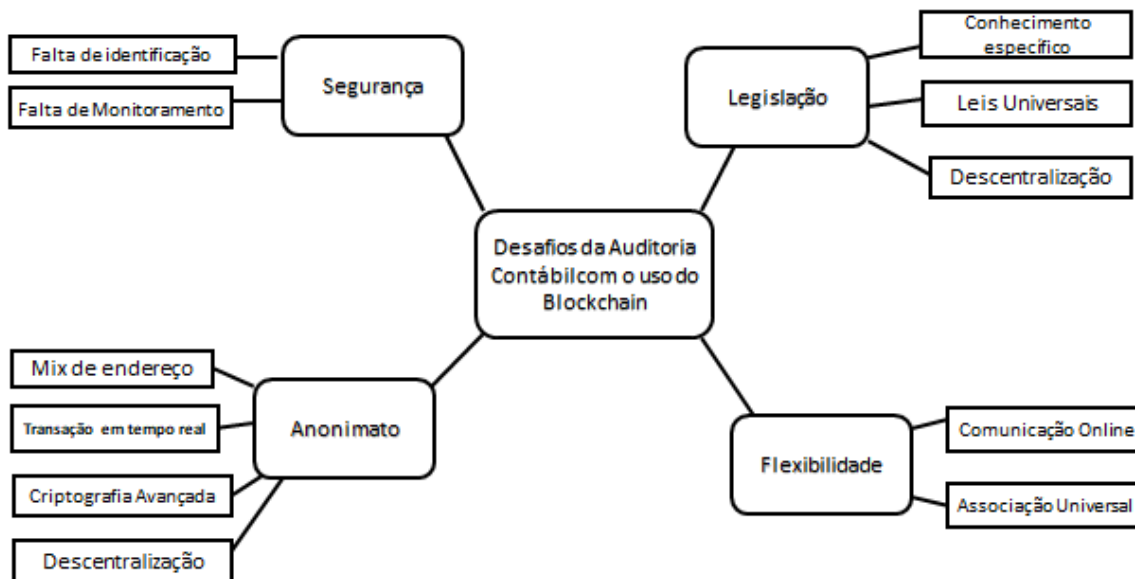 Falta de identificação
Falta de Monitoramento
Segurança
Legislação
Conhecimento
específico
Leis Universais
Descentralização
Desafios da Auditoria
Contábilcom o uso do
Blockchain
Mix de endereço
Transação em tempo real
Criptografia Avançada
Descentralização
Anonimato
Flexibilidade
Comunicação Online
Associação Universal